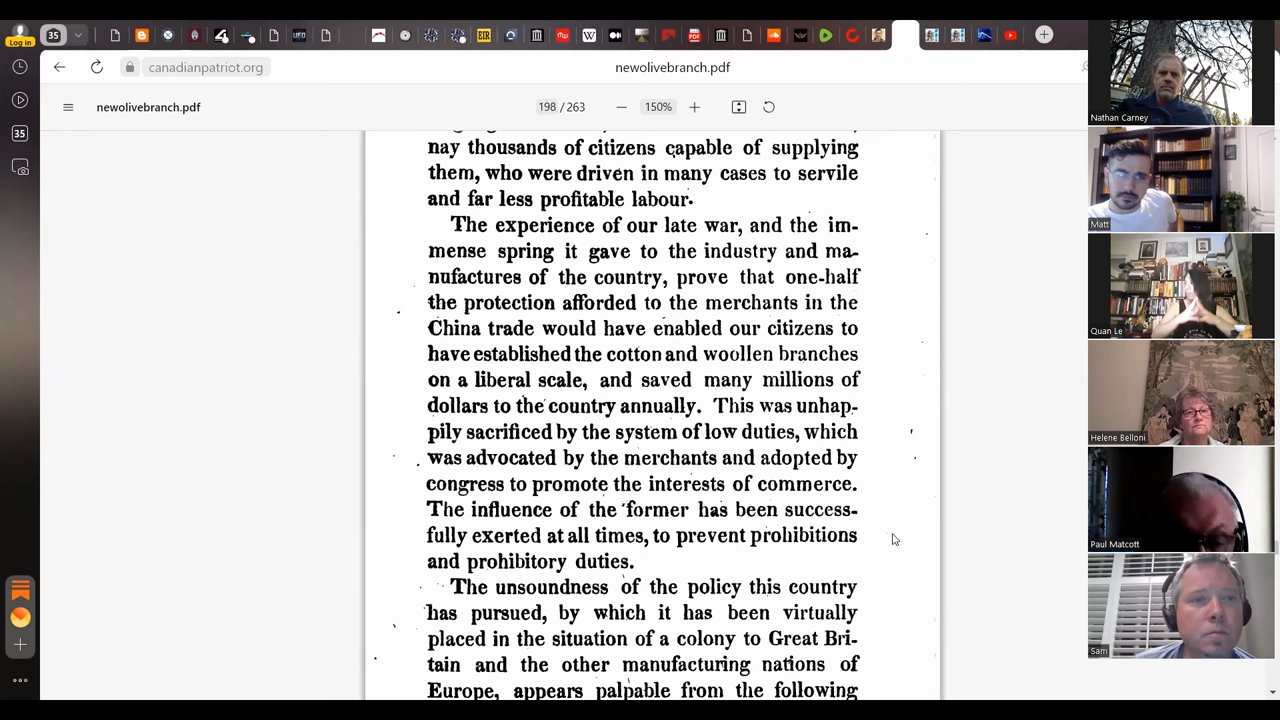 Log in
35
EIR
UFO
W
canadianpatriot.org
newolivebranch.pdf
newolivebranch.pdf
198 / 263
150%
35
nay thousands of citizens capable of supplying
them, who were driven in many cases to servile
and far less profitable labour.
The experience of our late war, and the im-
mense spring it gave to the industry and ma-
nufactures of the country, prove that one-half
the protection afforded to the merchants in the
China trade would have enabled our citizens to
have established the cotton and woollen branches
on a liberal scale, and saved many millions of
dollars to the country annually. This was unhap-
pily sacrificed by the system of low duties, which
was advocated by the merchants and adopted by
congress to promote the interests of commerce.
The influence of the former has been success-
fully exerted at all times, to prevent prohibitions
and prohibitory duties.
The unsoundness of the policy this country
has pursued, by which it has been virtually
placed in the situation of a colony to Great Bri-
tain and the other manufacturing nations of
Europe, appears palpable from the following
Nathan Carney
Matt
Quan Le
Helene Belloni
Paul Matcott
Sam